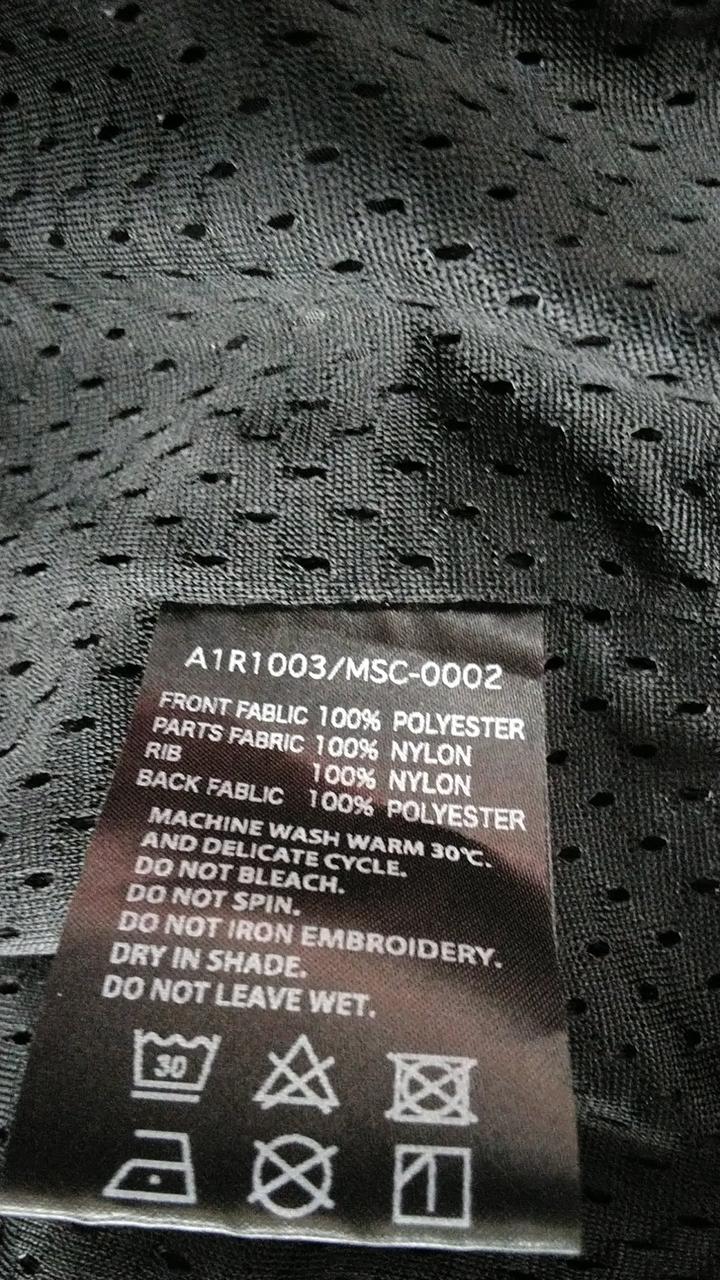 A1R1003/MSC-0002
FRONT FABLIC 100% POLYESTER
PARTS FABRIC 100% NYLON
RIB 100% NYLON
BACK FABLIC 100% POLYESTER
MACHINE WASH WARM 30℃.
AND DELICATE CYCLE.
DO NOT BLEACH.
DO NOT SPIN.
DO NOT IRON EMBROIDERY.
DRY IN SHADE.
DO NOT LEAVE WET.
30